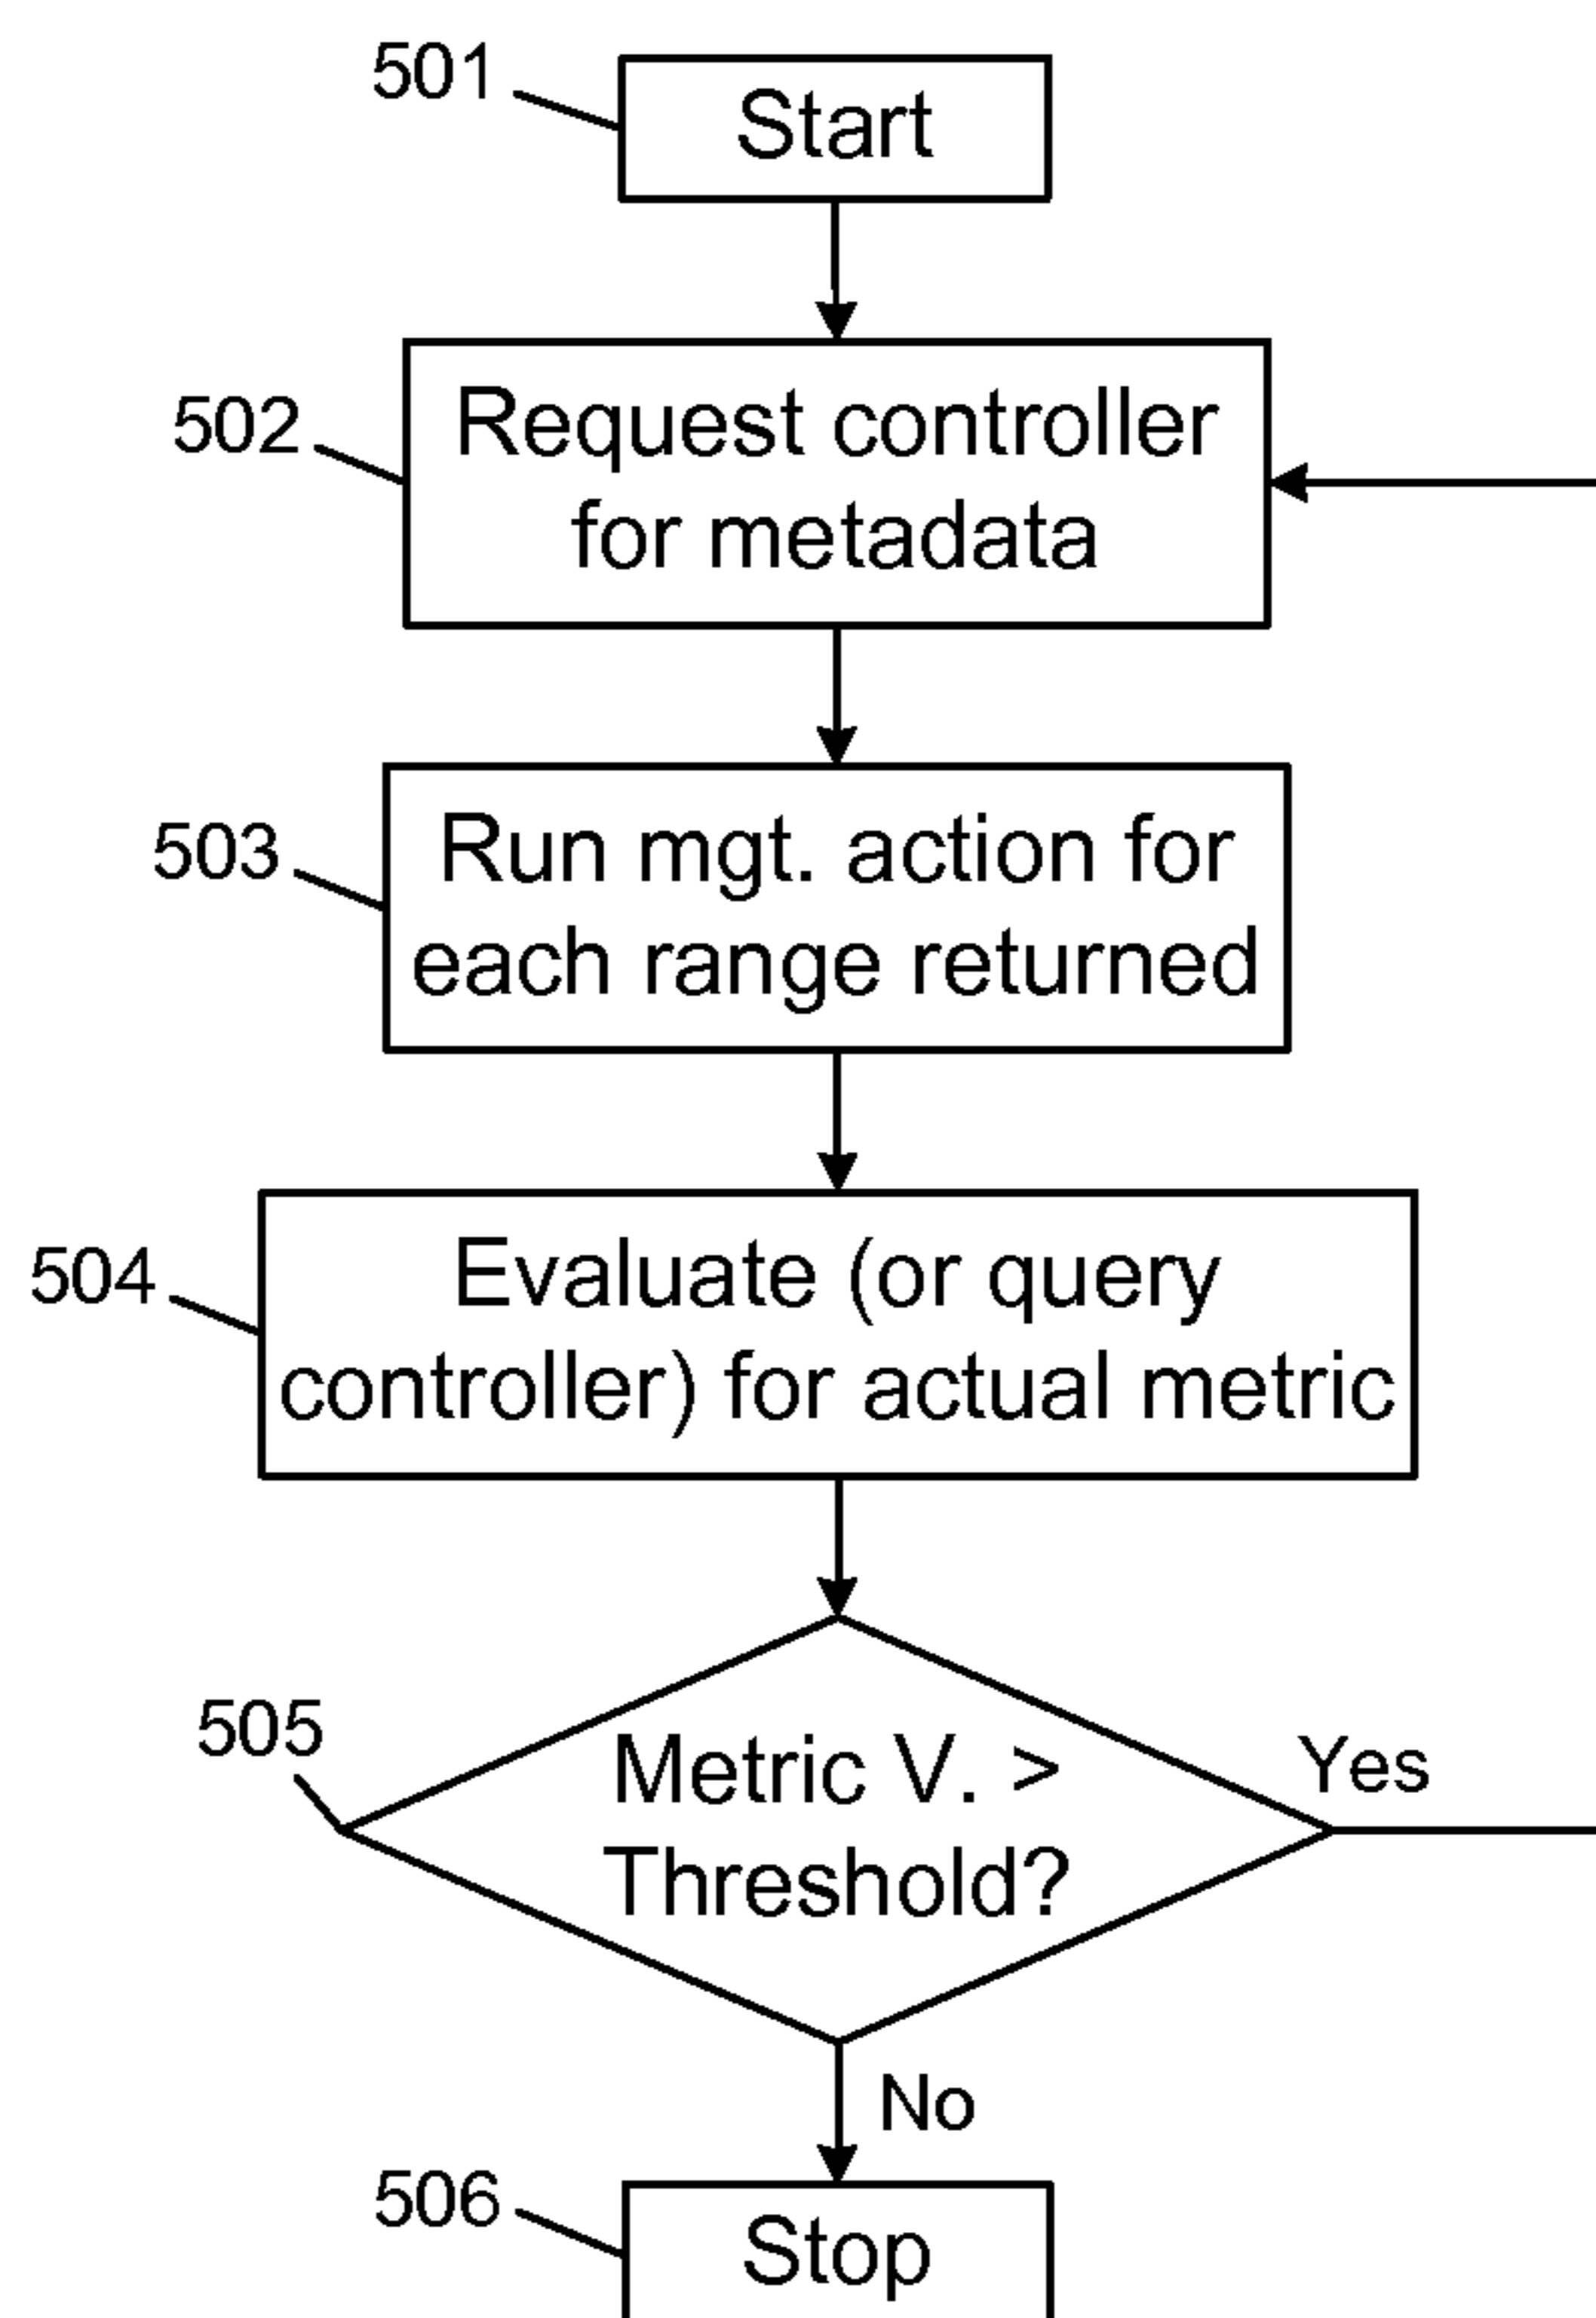 501
Start
502
Request controller
for metadata
503
Run mgt. action for
each range returned
504
Evaluate (or query
controller) for actual metric
505
Metric V. >
Threshold?
Yes
No
506
Stop